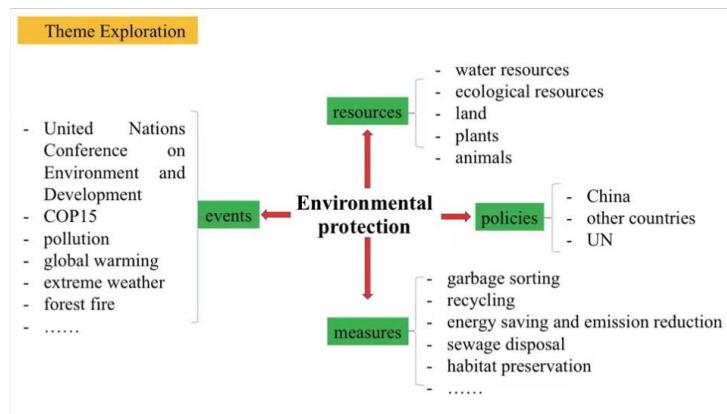 Theme Exploration
resources
- water resources
- ecological resources
- land
- plants
- animals
events
- United Nations
Conference on
Environment and
Development
- COP15
- pollution
- global warming
- extreme weather
- forest fire
- ……
Environmental
protection
policies
- China
- other countries
- UN
measures
- garbage sorting
- recycling
- energy saving and emission reduction
- sewage disposal
- habitat preservation
- ……